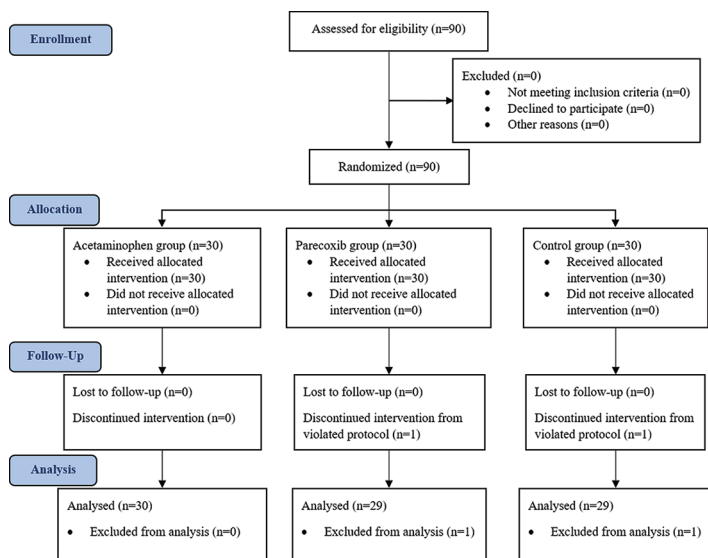 Enrollment
Assessed for eligibility (n=90)
Excluded (n=0)
• Not meeting inclusion criteria (n=0)
• Declined to participate (n=0)
• Other reasons (n=0)
Randomized (n=90)
Allocation
Acetaminophen group (n=30)
• Received allocated
intervention (n=30)
• Did not receive allocated
intervention (n=0)
Parecoxib group (n=30)
• Received allocated
intervention (n=30)
• Did not receive allocated
intervention (n=0)
Control group (n=30)
• Received allocated
intervention (n=30)
• Did not receive allocated
intervention (n=0)
Follow-Up
Lost to follow-up (n=0)
Discontinued intervention (n=0)
Lost to follow-up (n=0)
Discontinued intervention from
violated protocol (n=1)
Lost to follow-up (n=0)
Discontinued intervention from
violated protocol (n=1)
Analysis
Analysed (n=30)
• Excluded from analysis (n=0)
Analysed (n=29)
• Excluded from analysis (n=1)
Analysed (n=29)
• Excluded from analysis (n=1)